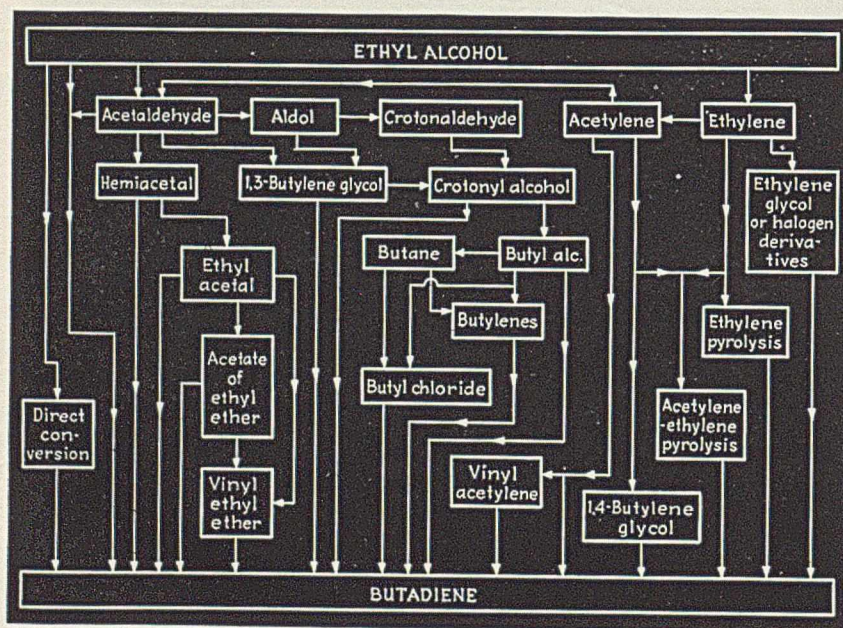 ETHYL ALCOHOL
Acetaldehyde
Aldol
Crotonaldehyde
Acetylene
Ethylene
Hemiacetal
1,3-Butylene glycol
Crotonyl alcohol
Ethylene
glycol
or halogen
deriva-
tives
Ethyl
acetal
Butane
Butyl alc.
Butylenes
Ethylene
pyrolysis
Acetate
of
ethyl
ether
Butyl chloride
Acetylene
-ethylene
pyrolysis
Direct
con-
version
Vinyl
ethyl
ether
Vinyl
acetylene
1,4-Butylene
glycol
BUTADIENE